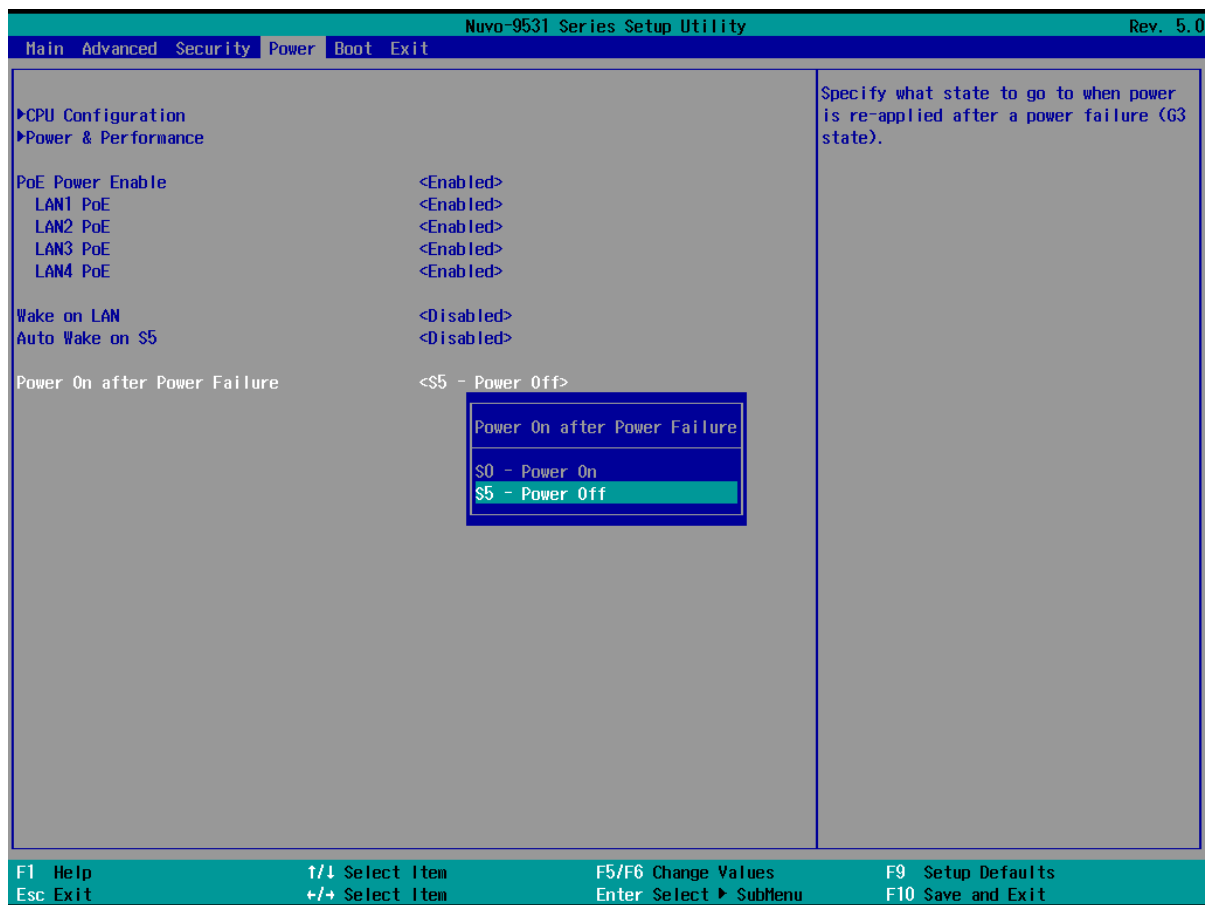 Nuvo-9531 Series Setup Utility Rev. 5.0
Main Advanced Security Power Boot Exit
▶CPU Configuration
▶Power & Performance
PoE Power Enable <Enabled>
LAN1 PoE <Enabled>
LAN2 PoE <Enabled>
LAN3 PoE <Enabled>
LAN4 PoE <Enabled>
Wake on LAN <Disabled>
Auto Wake on S5 <Disabled>
Power On after Power Failure <S5 - Power Off>
Power On after Power Failure
S0 - Power On
S5 - Power Off
Specify what state to go to when power
is re-applied after a power failure (G3
state).
F1 Help ↑/↓ Select Item F5/F6 Change Values F9 Setup Defaults
Esc Exit ←/→ Select Item Enter Select ▶ SubMenu F10 Save and Exit